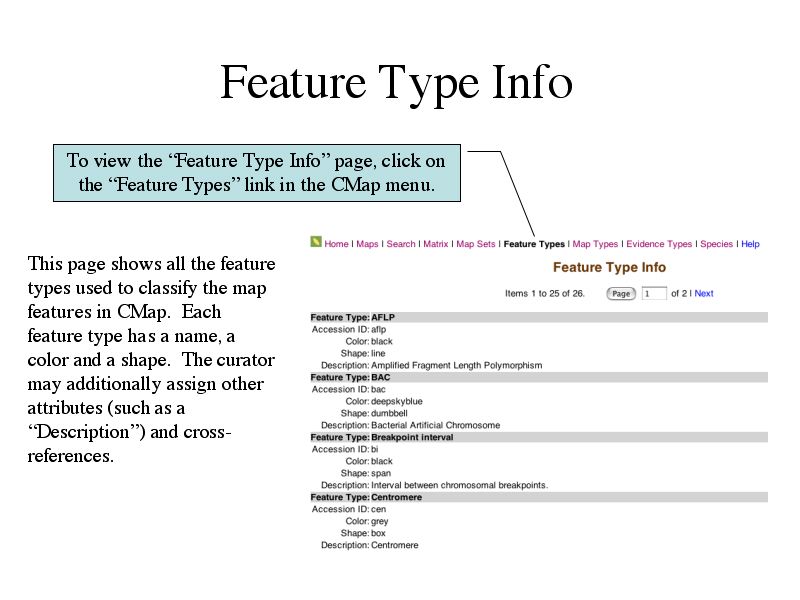 Feature Type Info
To view the “Feature Type Info” page, click on
the “Feature Types” link in the CMap menu.
This page shows all the feature
types used to classify the map
features in CMap.  Each
feature type has a name, a
color and a shape.  The curator
may additionally assign other
attributes (such as a
“Description”) and cross-
references.
Home | Maps | Search | Matrix | Map Sets | Feature Types | Map Types | Evidence Types | Species | Help
Feature Type Info
Items 1 to 25 of 26. Page 1 of 2 | Next
Feature Type: AFLP
Accession ID: aflp
Color: black
Shape: line
Description: Amplified Fragment Length Polymorphism
Feature Type: BAC
Accession ID: bac
Color: deepskyblue
Shape: dumbbell
Description: Bacterial Artificial Chromosome
Feature Type: Breakpoint interval
Accession ID: bi
Color: black
Shape: span
Description: Interval between chromosomal breakpoints.
Feature Type: Centromere
Accession ID: cen
Color: grey
Shape: box
Description: Centromere